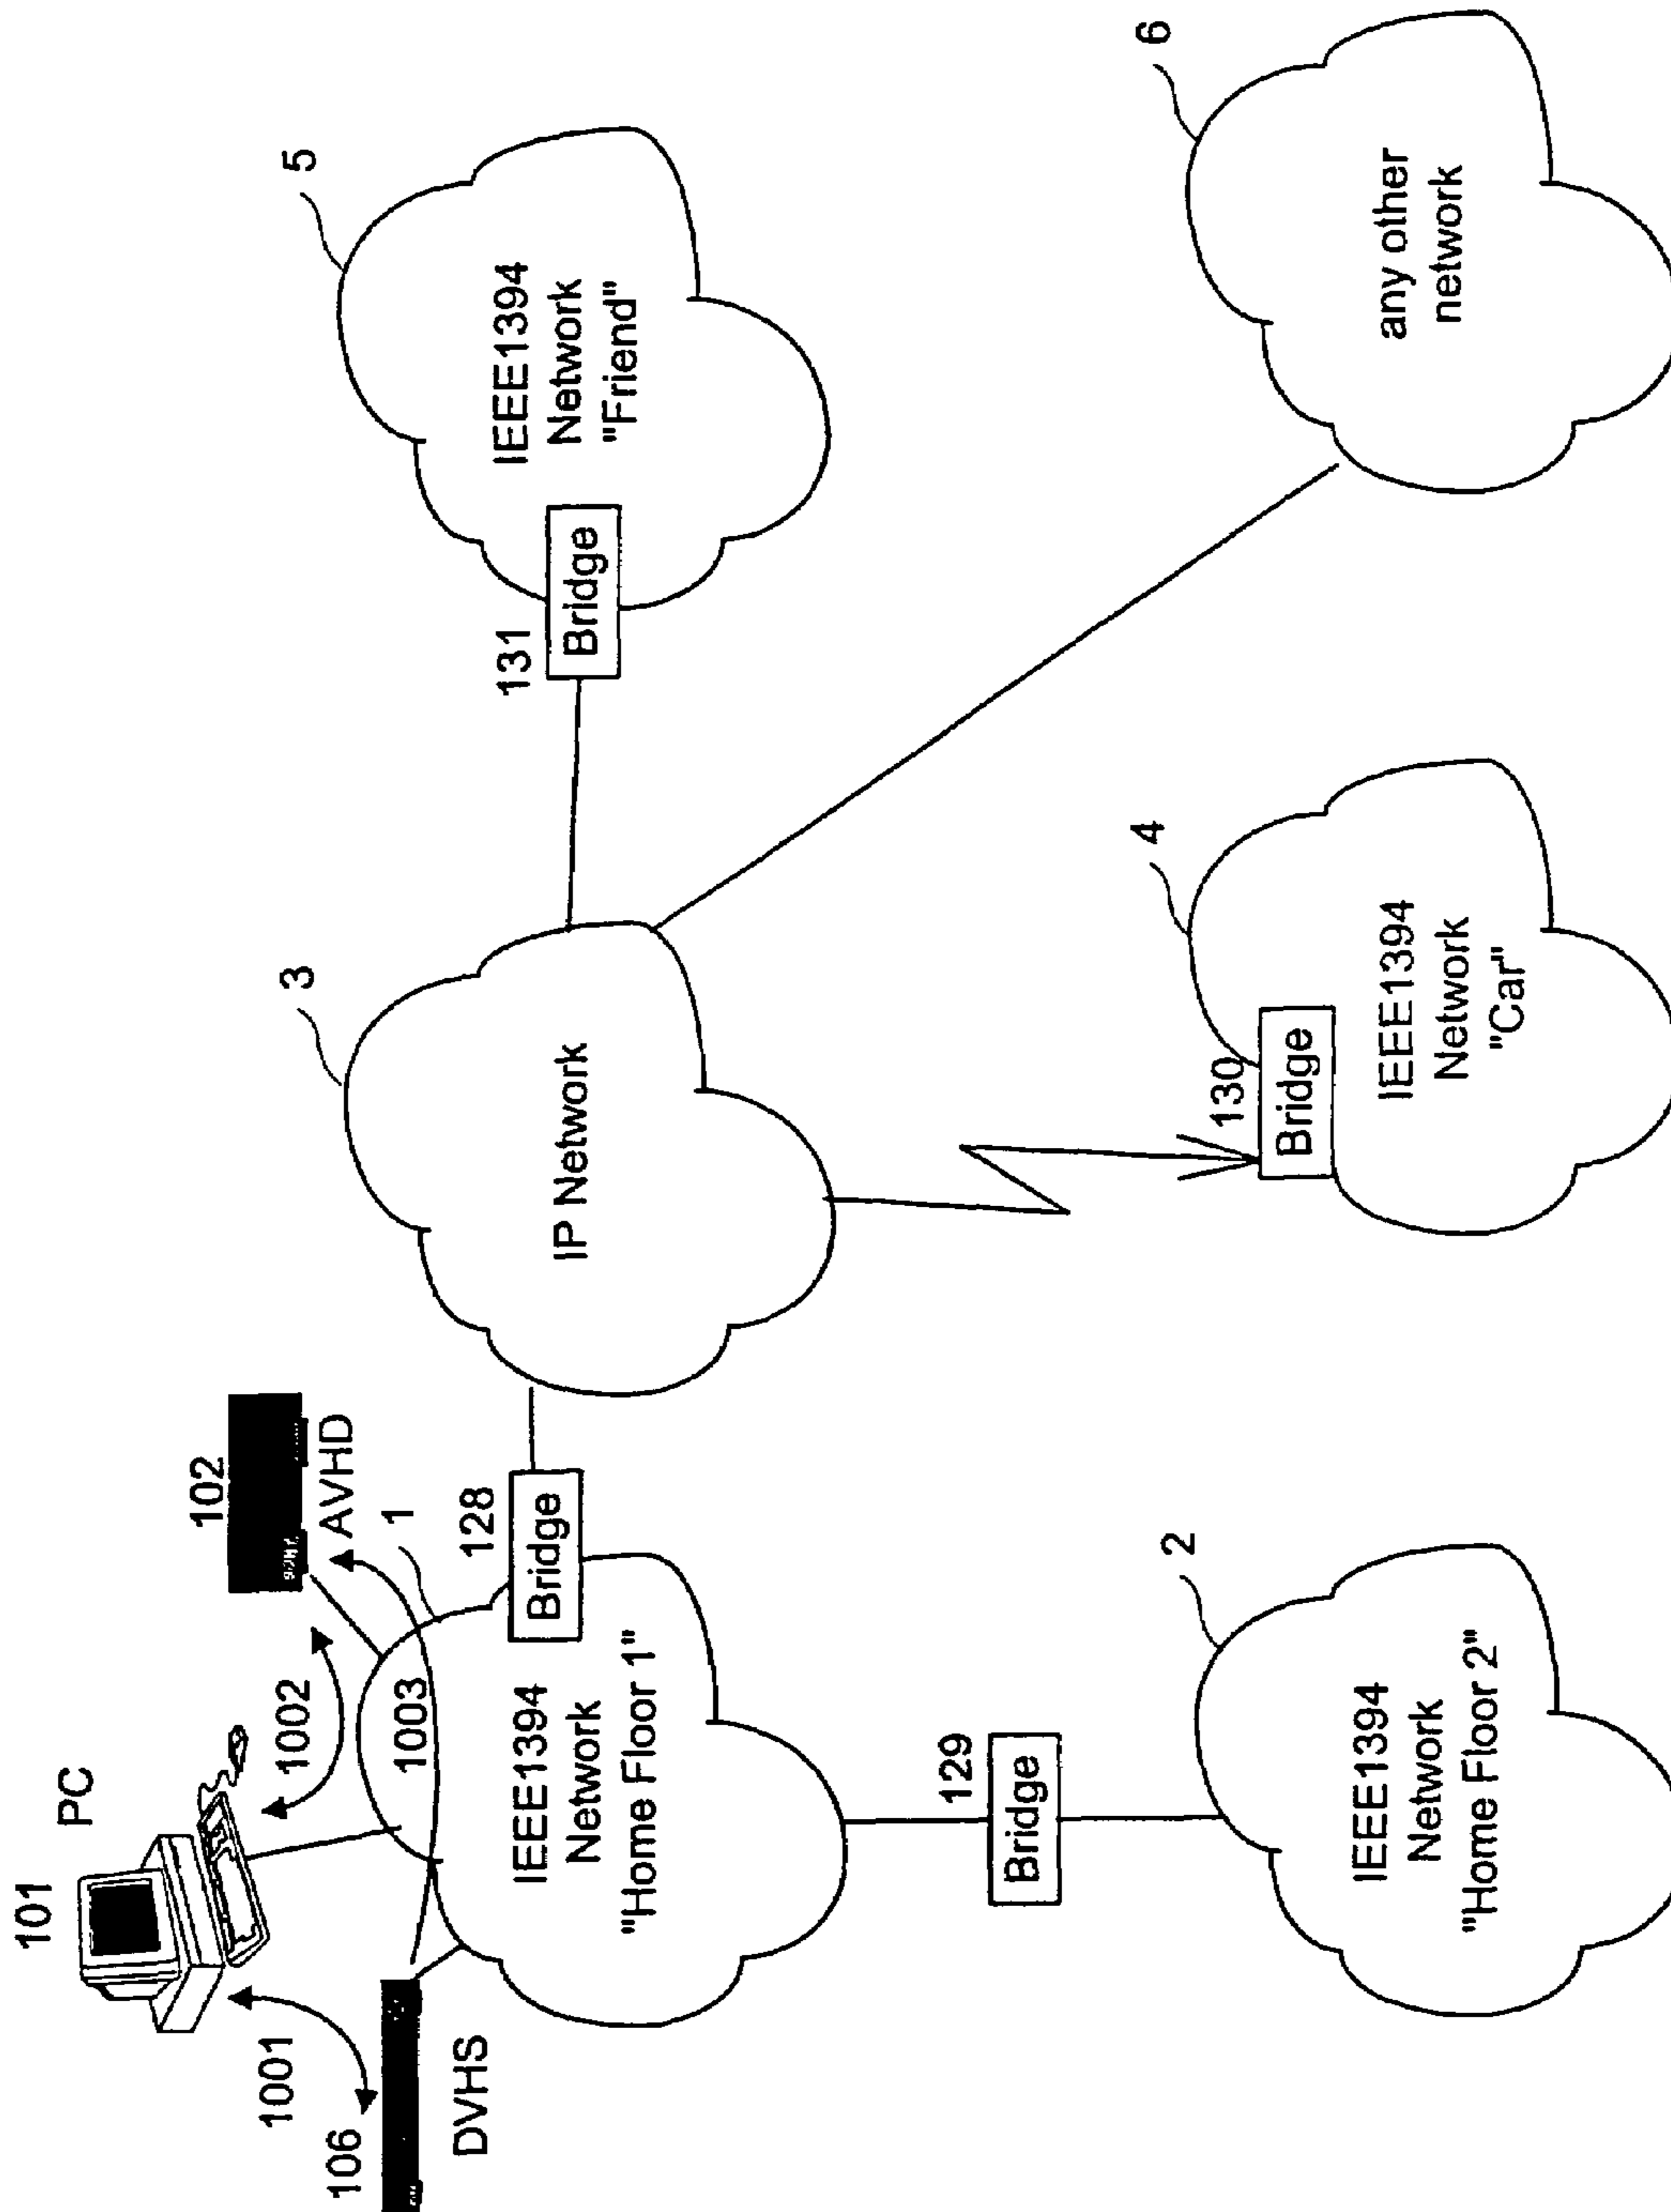 101
PC
1001
1002
102
AVHD
106
DVHS
1003
1
128
Bridge
IEEE1394
Network
"Home Floor 1"
3
IP Network
5
131
Bridge
IEEE1394
Network
"Friend"
129
Bridge
2
IEEE1394
Network
"Home Floor 2"
130
Bridge
4
IEEE1394
Network
"Car"
6
any other
network